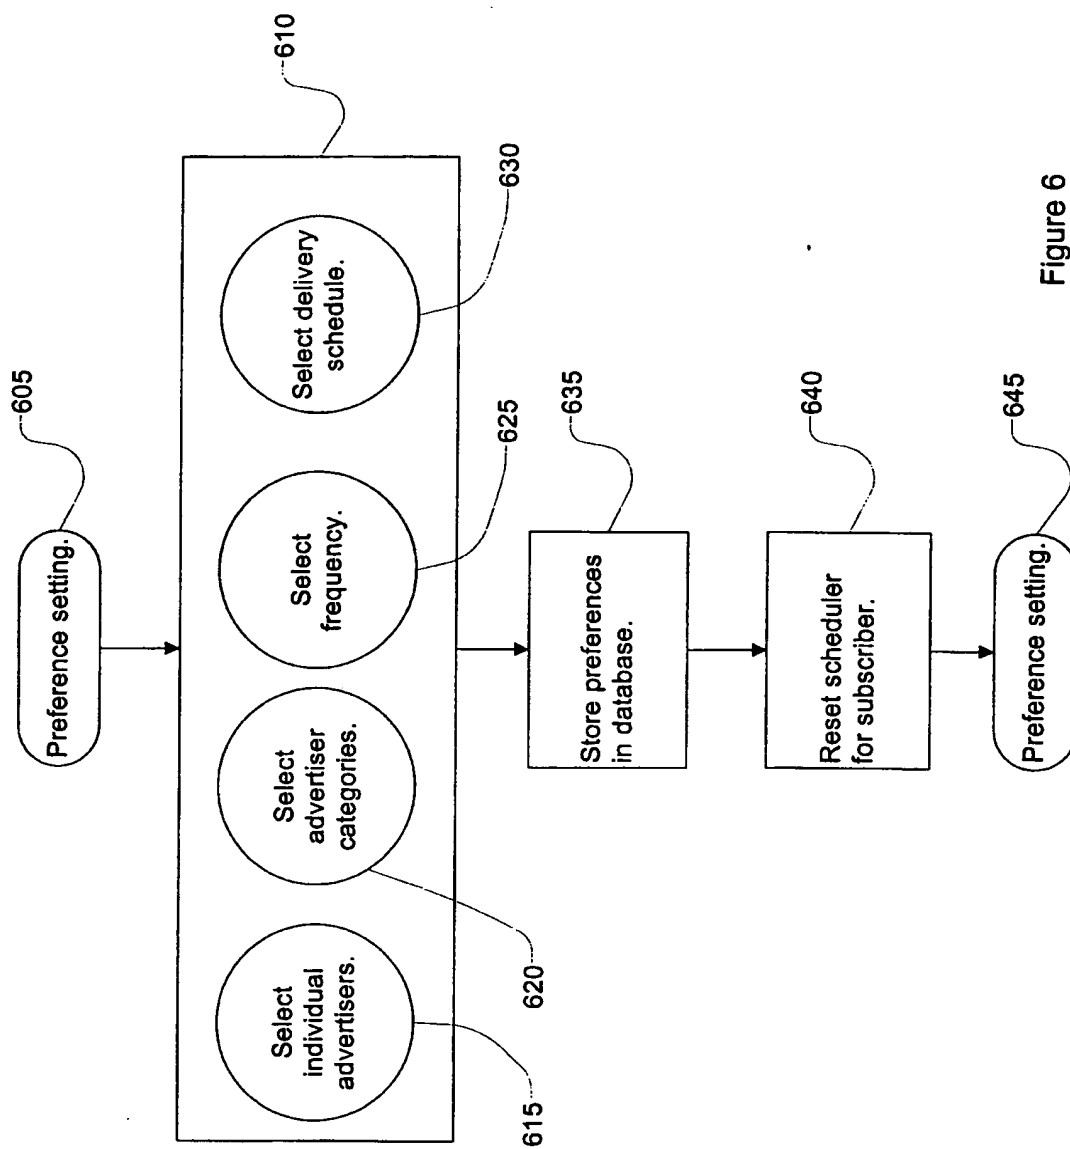 Preference setting.
605
610
Select
individual
advertisers.
615
Select
advertiser
categories.
620
Select
frequency.
625
Select delivery
schedule.
630
Store preferences
in database.
635
Reset scheduler
for subscriber.
640
Preference setting.
645
Figure 6